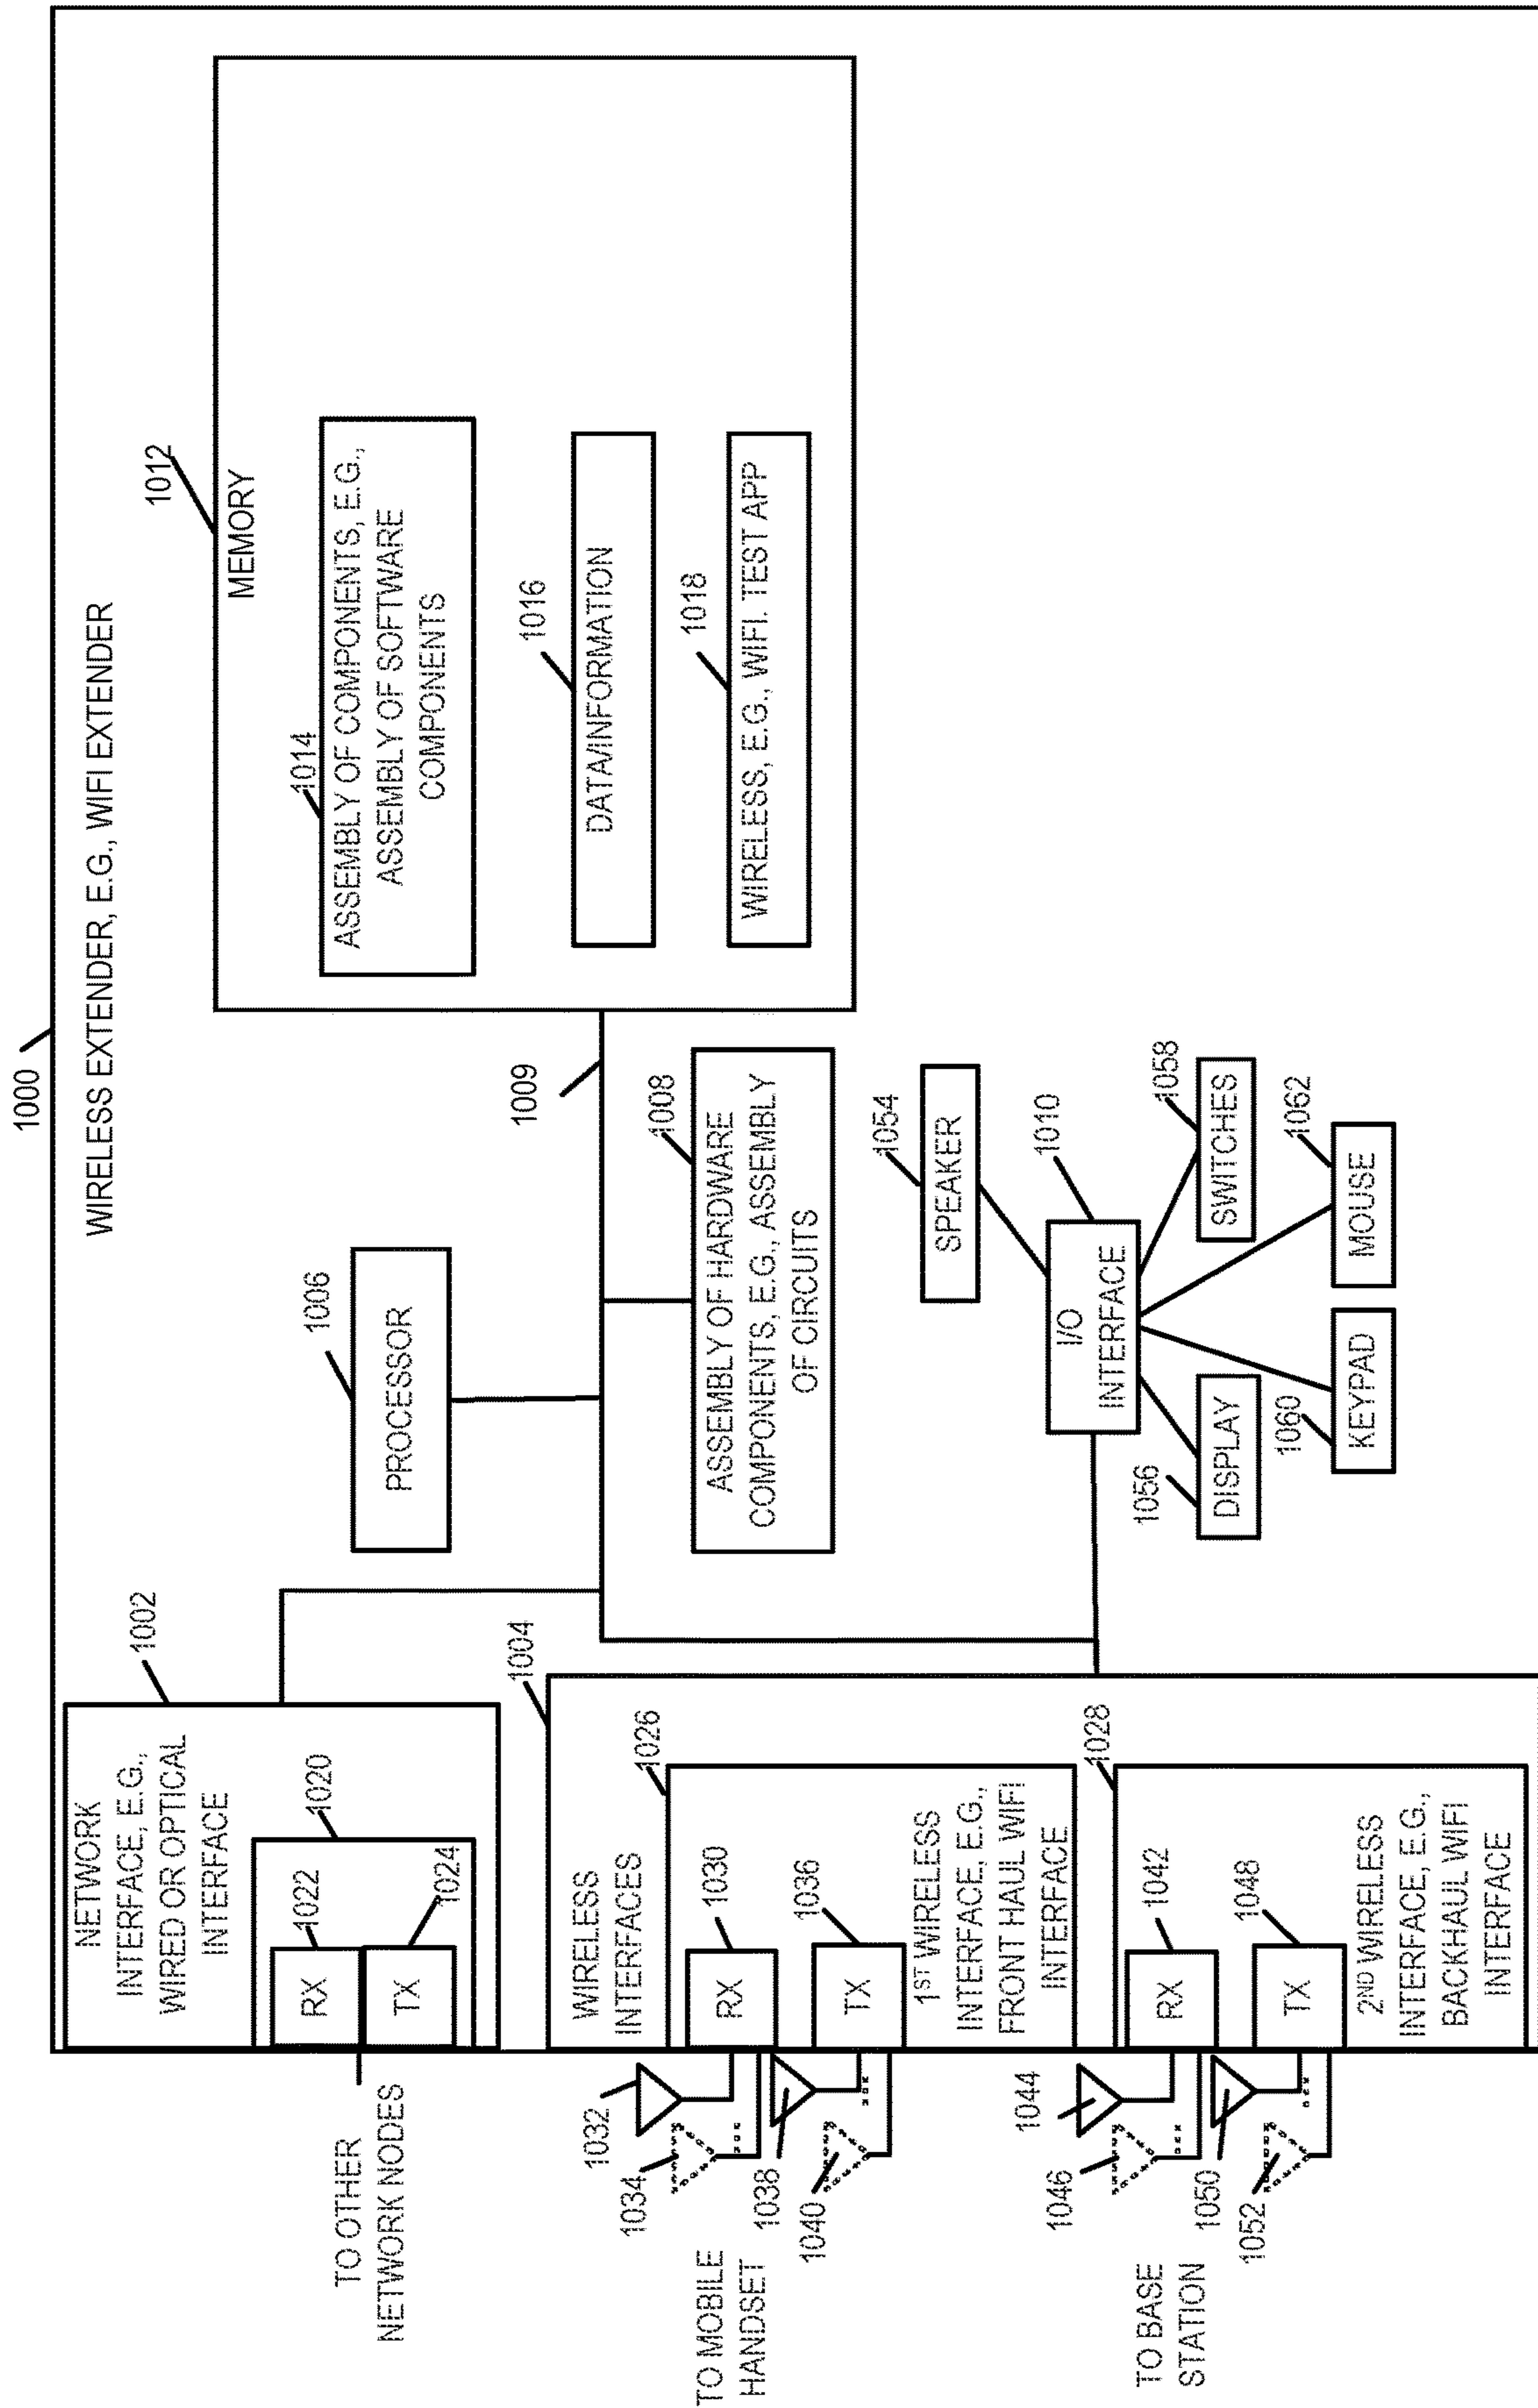 1000
WIRELESS EXTENDER, E.G., WIFI EXTENDER
1002
NETWORK
INTERFACE, E.G.,
WIRED OR OPTICAL
INTERFACE
1020
RX
1022
TX
1024
TO OTHER
NETWORK NODES
1004
WIRELESS
INTERFACES
1026
RX
1030
TX
1036
1ST WIRELESS
INTERFACE, E.G.,
FRONT HAUL WIFI
INTERFACE
1032
1034
...
1038
1040
...
TO MOBILE
HANDSET
1028
RX
1042
TX
1048
2ND WIRELESS
INTERFACE, E.G.,
BACKHAUL WIFI
INTERFACE
1044
1046
...
1050
1052
...
TO BASE
STATION
1006
PROCESSOR
1009
1008
ASSEMBLY OF HARDWARE
COMPONENTS, E.G., ASSEMBLY
OF CIRCUITS
1054
SPEAKER
1010
I/O
INTERFACE
1056
DISPLAY
1060
KEYPAD
1058
SWITCHES
1062
MOUSE
1012
MEMORY
1014
ASSEMBLY OF COMPONENTS, E.G.,
ASSEMBLY OF SOFTWARE
COMPONENTS
1016
DATA/INFORMATION
1018
WIRELESS, E.G., WIFI. TEST APP